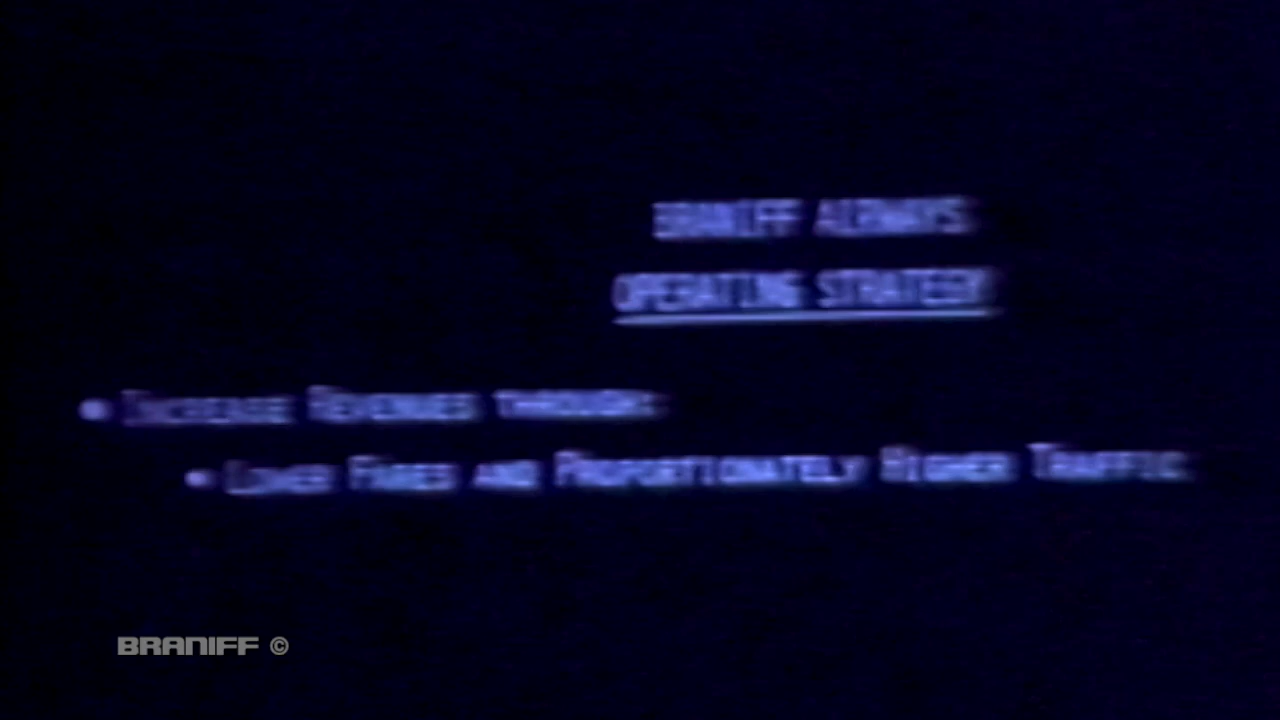 BRANIFF AIRWAYS
OPERATING STRATEGY
• INCREASE REVENUES THROUGH:
• LOWER FARES AND PROPORTIONATELY HIGHER TRAFFIC
BRANIFF ©